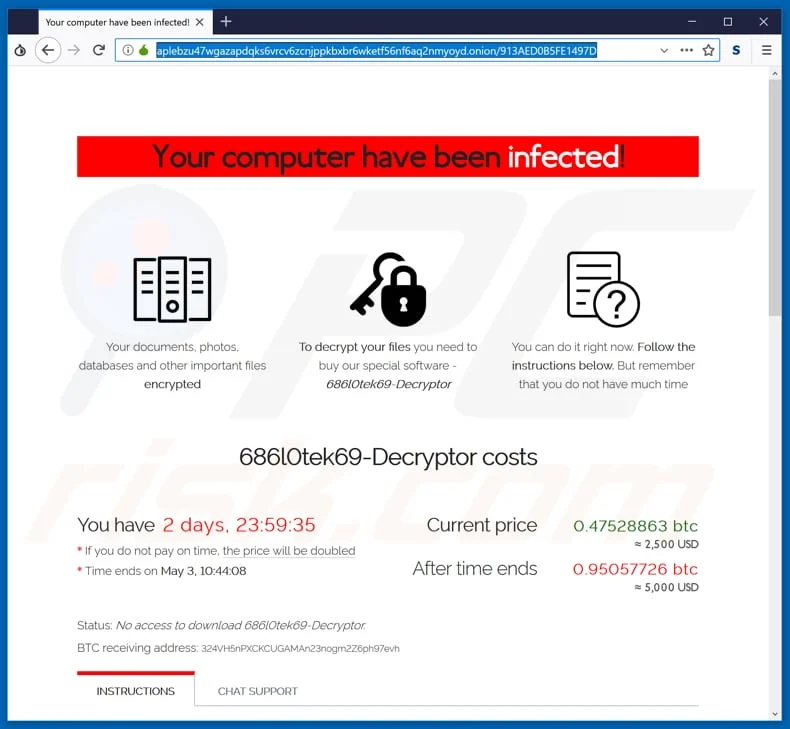 Your computer have been infected!
aplebzu47wgazapdqks6vrcv6zcnjppkbxbr6wketf56nf6aq2nmyoyd.onion/913AED0B5FE1497D
S
Your computer have been infected!
Your documents, photos,
databases and other important files
encrypted
To decrypt your files you need to
buy our special software -
686l0tek69-Decryptor
You can do it right now. Follow the
instructions below. But remember
that you do not have much time
PC
risk.com
686l0tek69-Decryptor costs
You have 2 days, 23:59:35
* If you do not pay on time, the price will be doubled
* Time ends on May 3, 10:44:08
Current price 0.47528863 btc
≈ 2,500 USD
After time ends 0.95057726 btc
≈ 5,000 USD
Status: No access to download 686l0tek69-Decryptor.
BTC receiving address: 324VH5nPXCKCUGAMAn23nogm2Z6ph97evh
INSTRUCTIONS CHAT SUPPORT